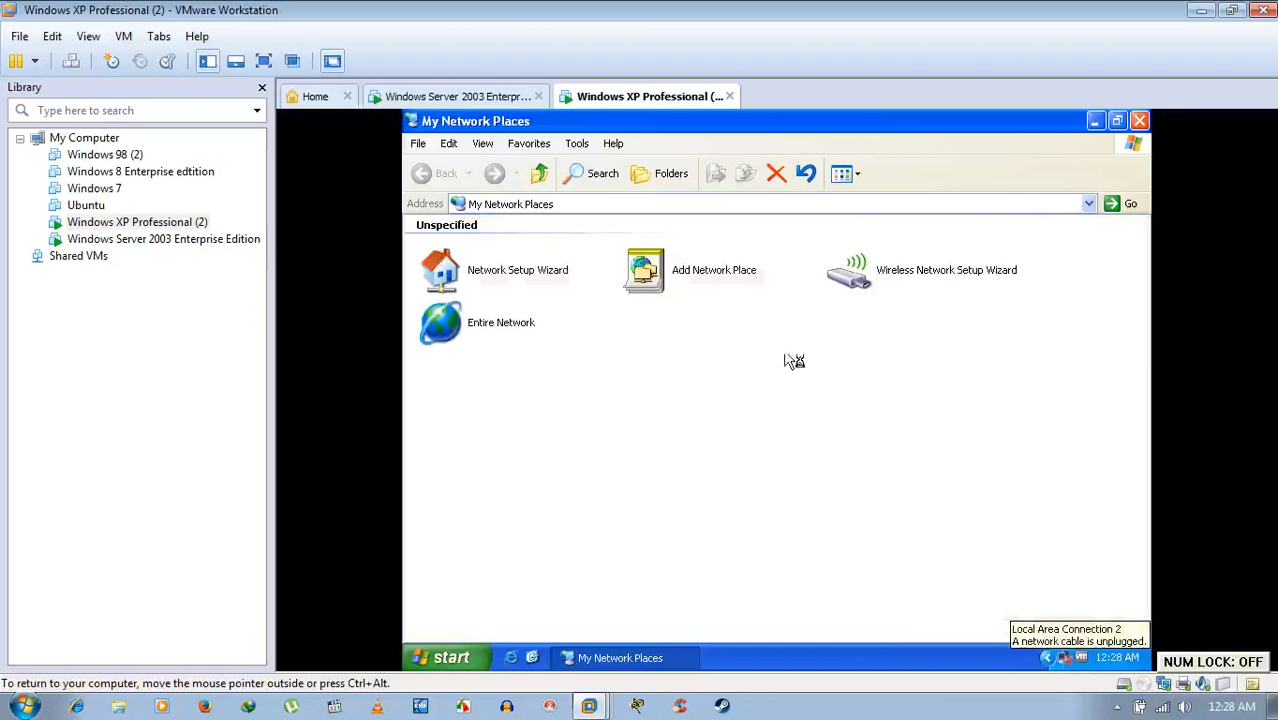 Windows XP Professional (2) - VMware Workstation
File Edit View VM Tabs Help
Library
Type here to search
My Computer
Windows 98 (2)
Windows 8 Enterprise edtition
Windows 7
Ubuntu
Windows XP Professional (2)
Windows Server 2003 Enterprise Edition
Shared VMs
Home
Windows Server 2003 Enterpr...
Windows XP Professional (...
My Network Places
File Edit View Favorites Tools Help
Back Search Folders
Address My Network Places Go
Unspecified
Network Setup Wizard
Add Network Place
Wireless Network Setup Wizard
Entire Network
Local Area Connection 2
A network cable is unplugged.
start
My Network Places
12:28 AM
NUM LOCK: OFF
To return to your computer, move the mouse pointer outside or press Ctrl+Alt.
12:28 AM